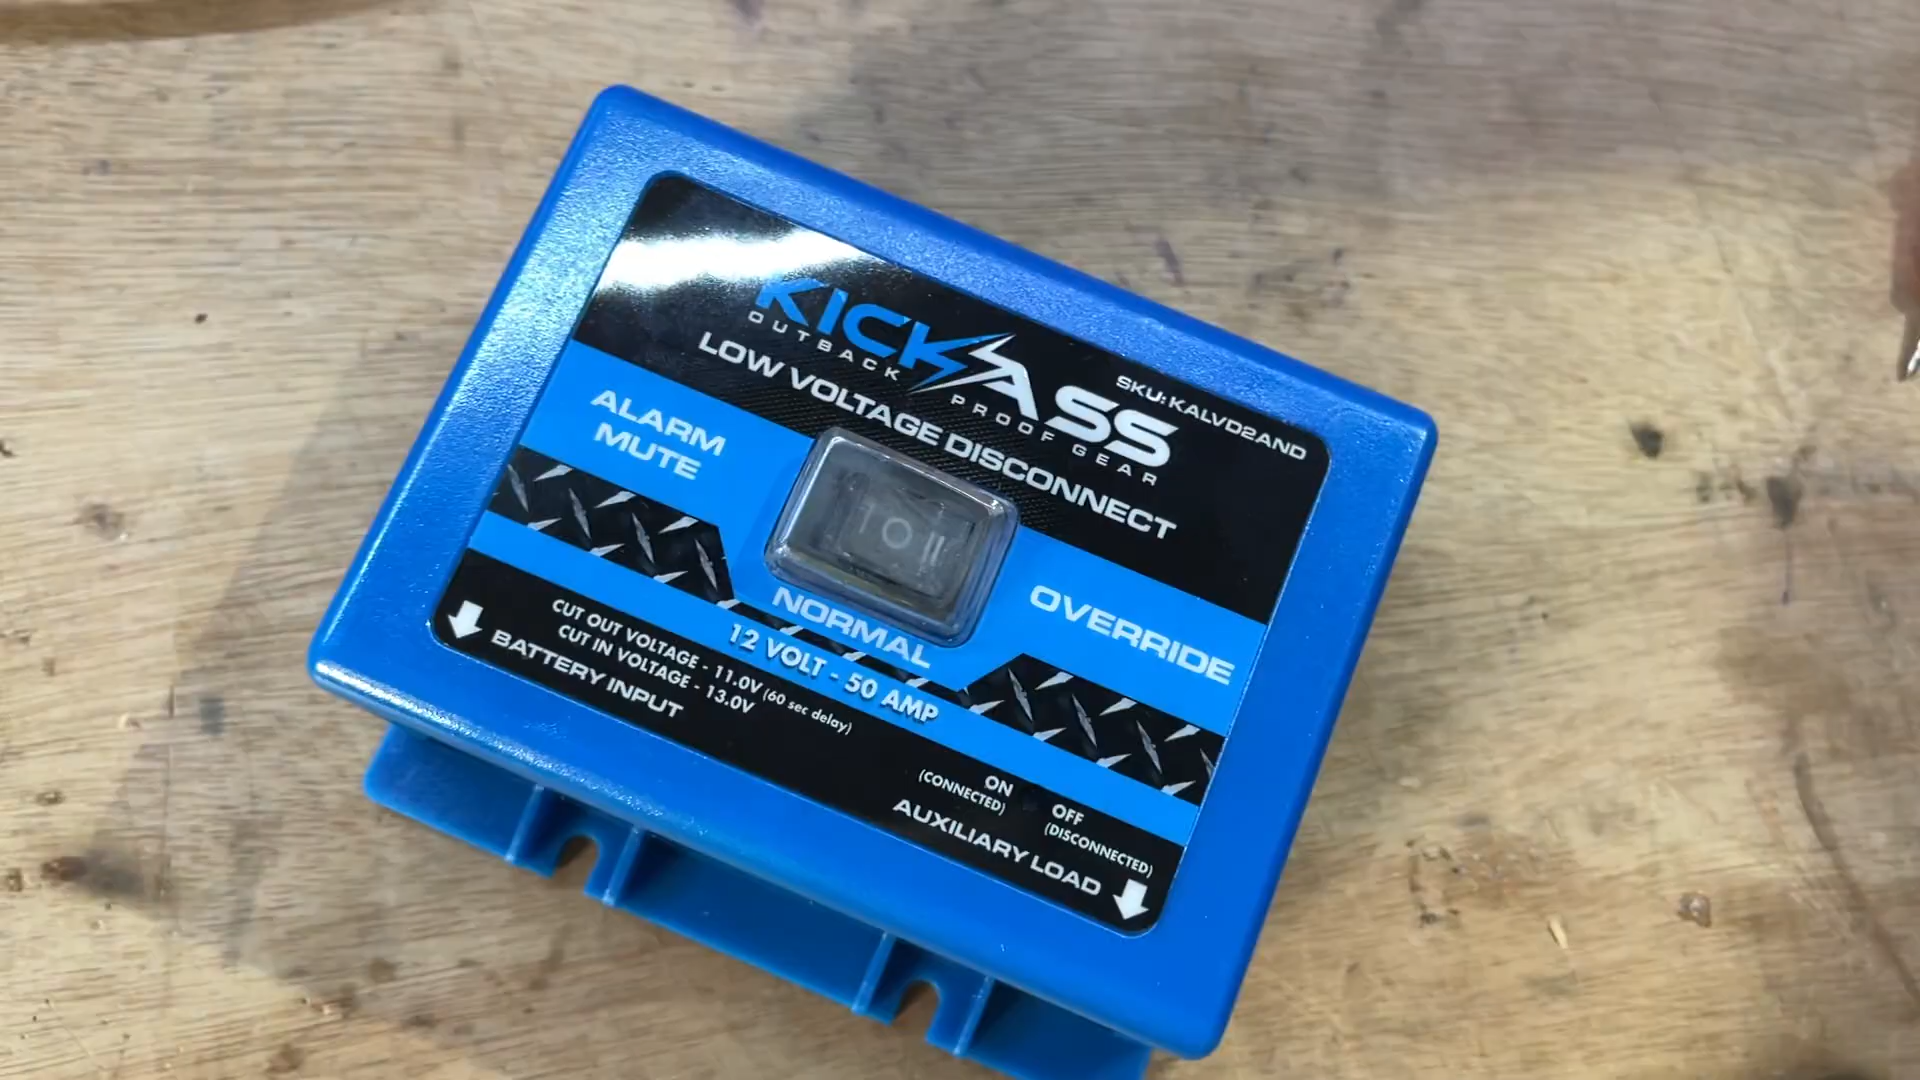 KICKASS
OUTBACK PROOF GEAR
SKU: KALVD2AND
LOW VOLTAGE DISCONNECT
ALARM
MUTE
I O II
NORMAL
OVERRIDE
12 VOLT - 50 AMP
CUT OUT VOLTAGE - 11.0V (60 sec delay)
CUT IN VOLTAGE - 13.0V
BATTERY INPUT
ON
(CONNECTED)
OFF
(DISCONNECTED)
AUXILIARY LOAD